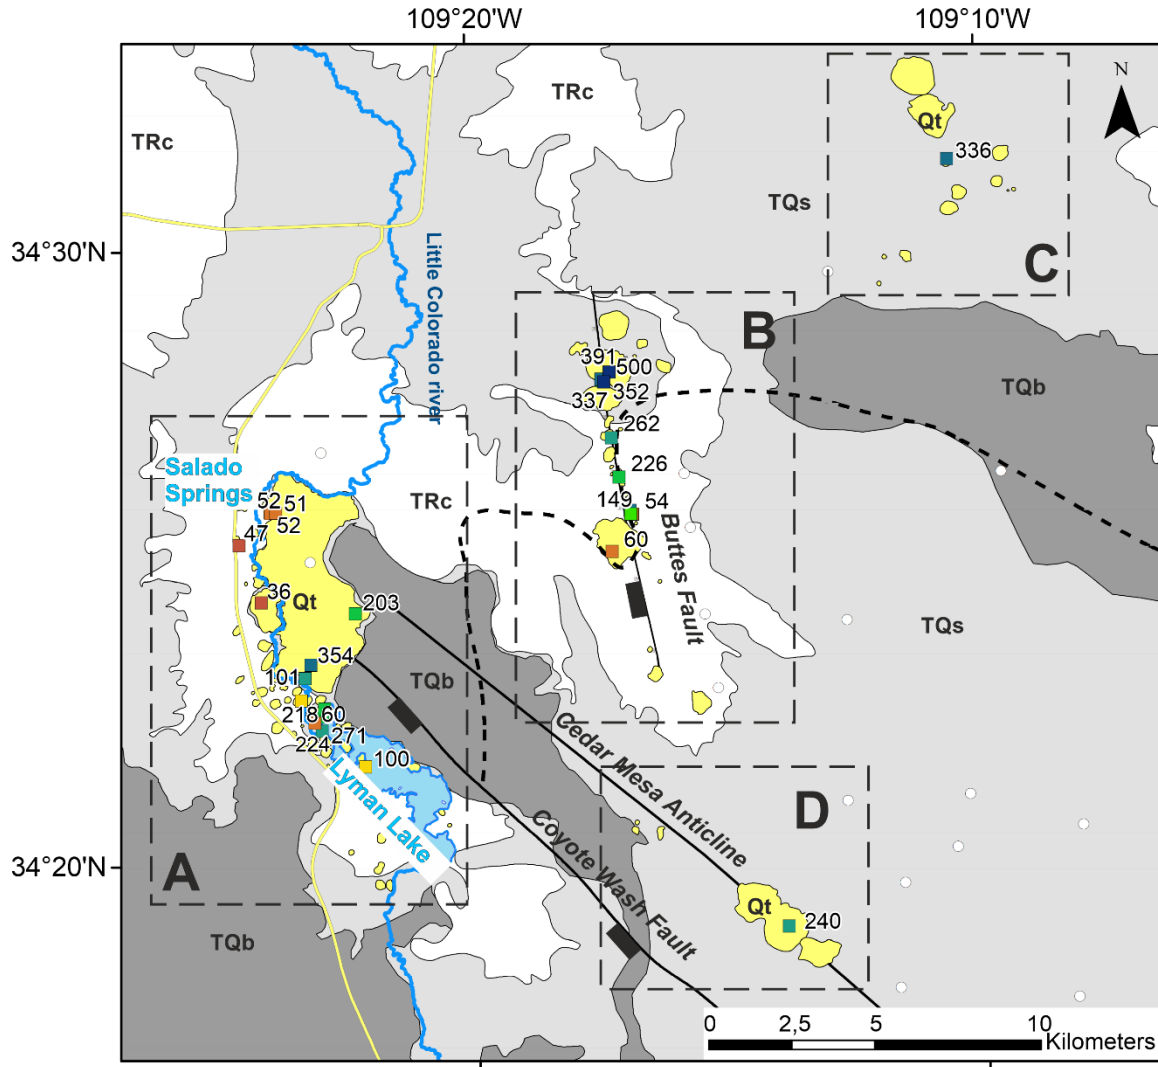 109°20'W
109°10'W
TRc
TRc
Qt
336
N
TQs
34°30'N
C
Little Colorado river
B
391
500
352
337
TQb
262
226
Salado
Springs
TRc
52
51
52
149
54
47
60
Buttes Fault
36
Qt
203
TQs
354
101
TQb
218
60
224
271
100
Cedar Mesa Anticline
Lyman Lake
Coyote Wash Fault
D
34°20'N
A
Qt
240
TQb
0
2,5
5
10
Kilometers